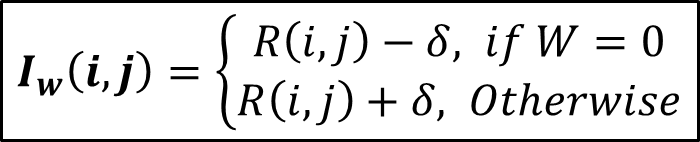 I_w(i,j) = { R(i,j) − δ, if W = 0
R(i,j) + δ, Otherwise